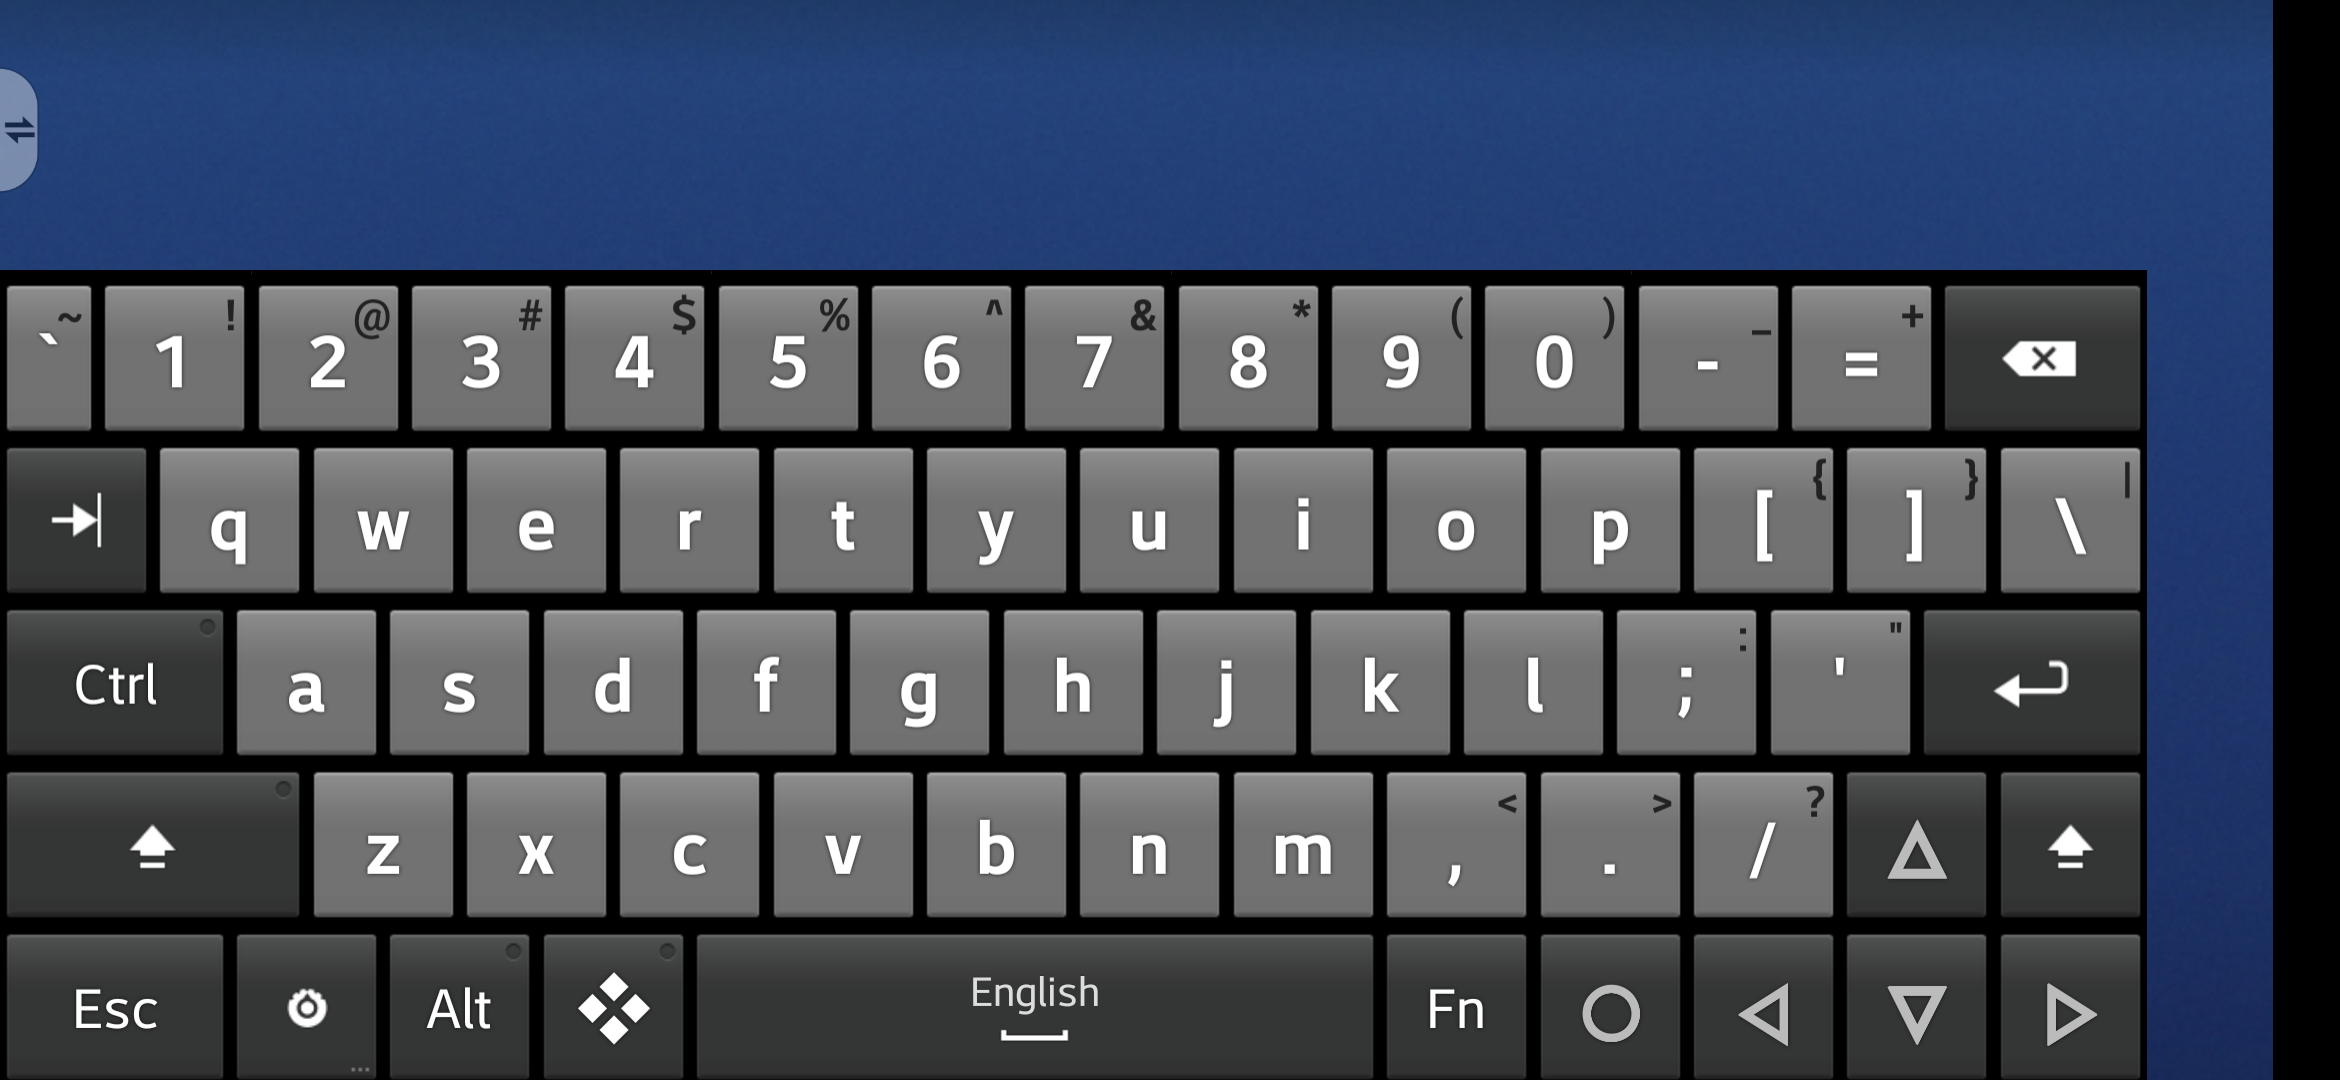 ` ~ 1 ! 2 @ 3 # 4 $ 5 % 6 ^ 7 & 8 * 9 ( 0 ) - _ = +
q w e r t y u i o p [ { ] } \ |
Ctrl a s d f g h j k l ; : ' "
z x c v b n m , < . > / ?
Esc ... Alt English Fn